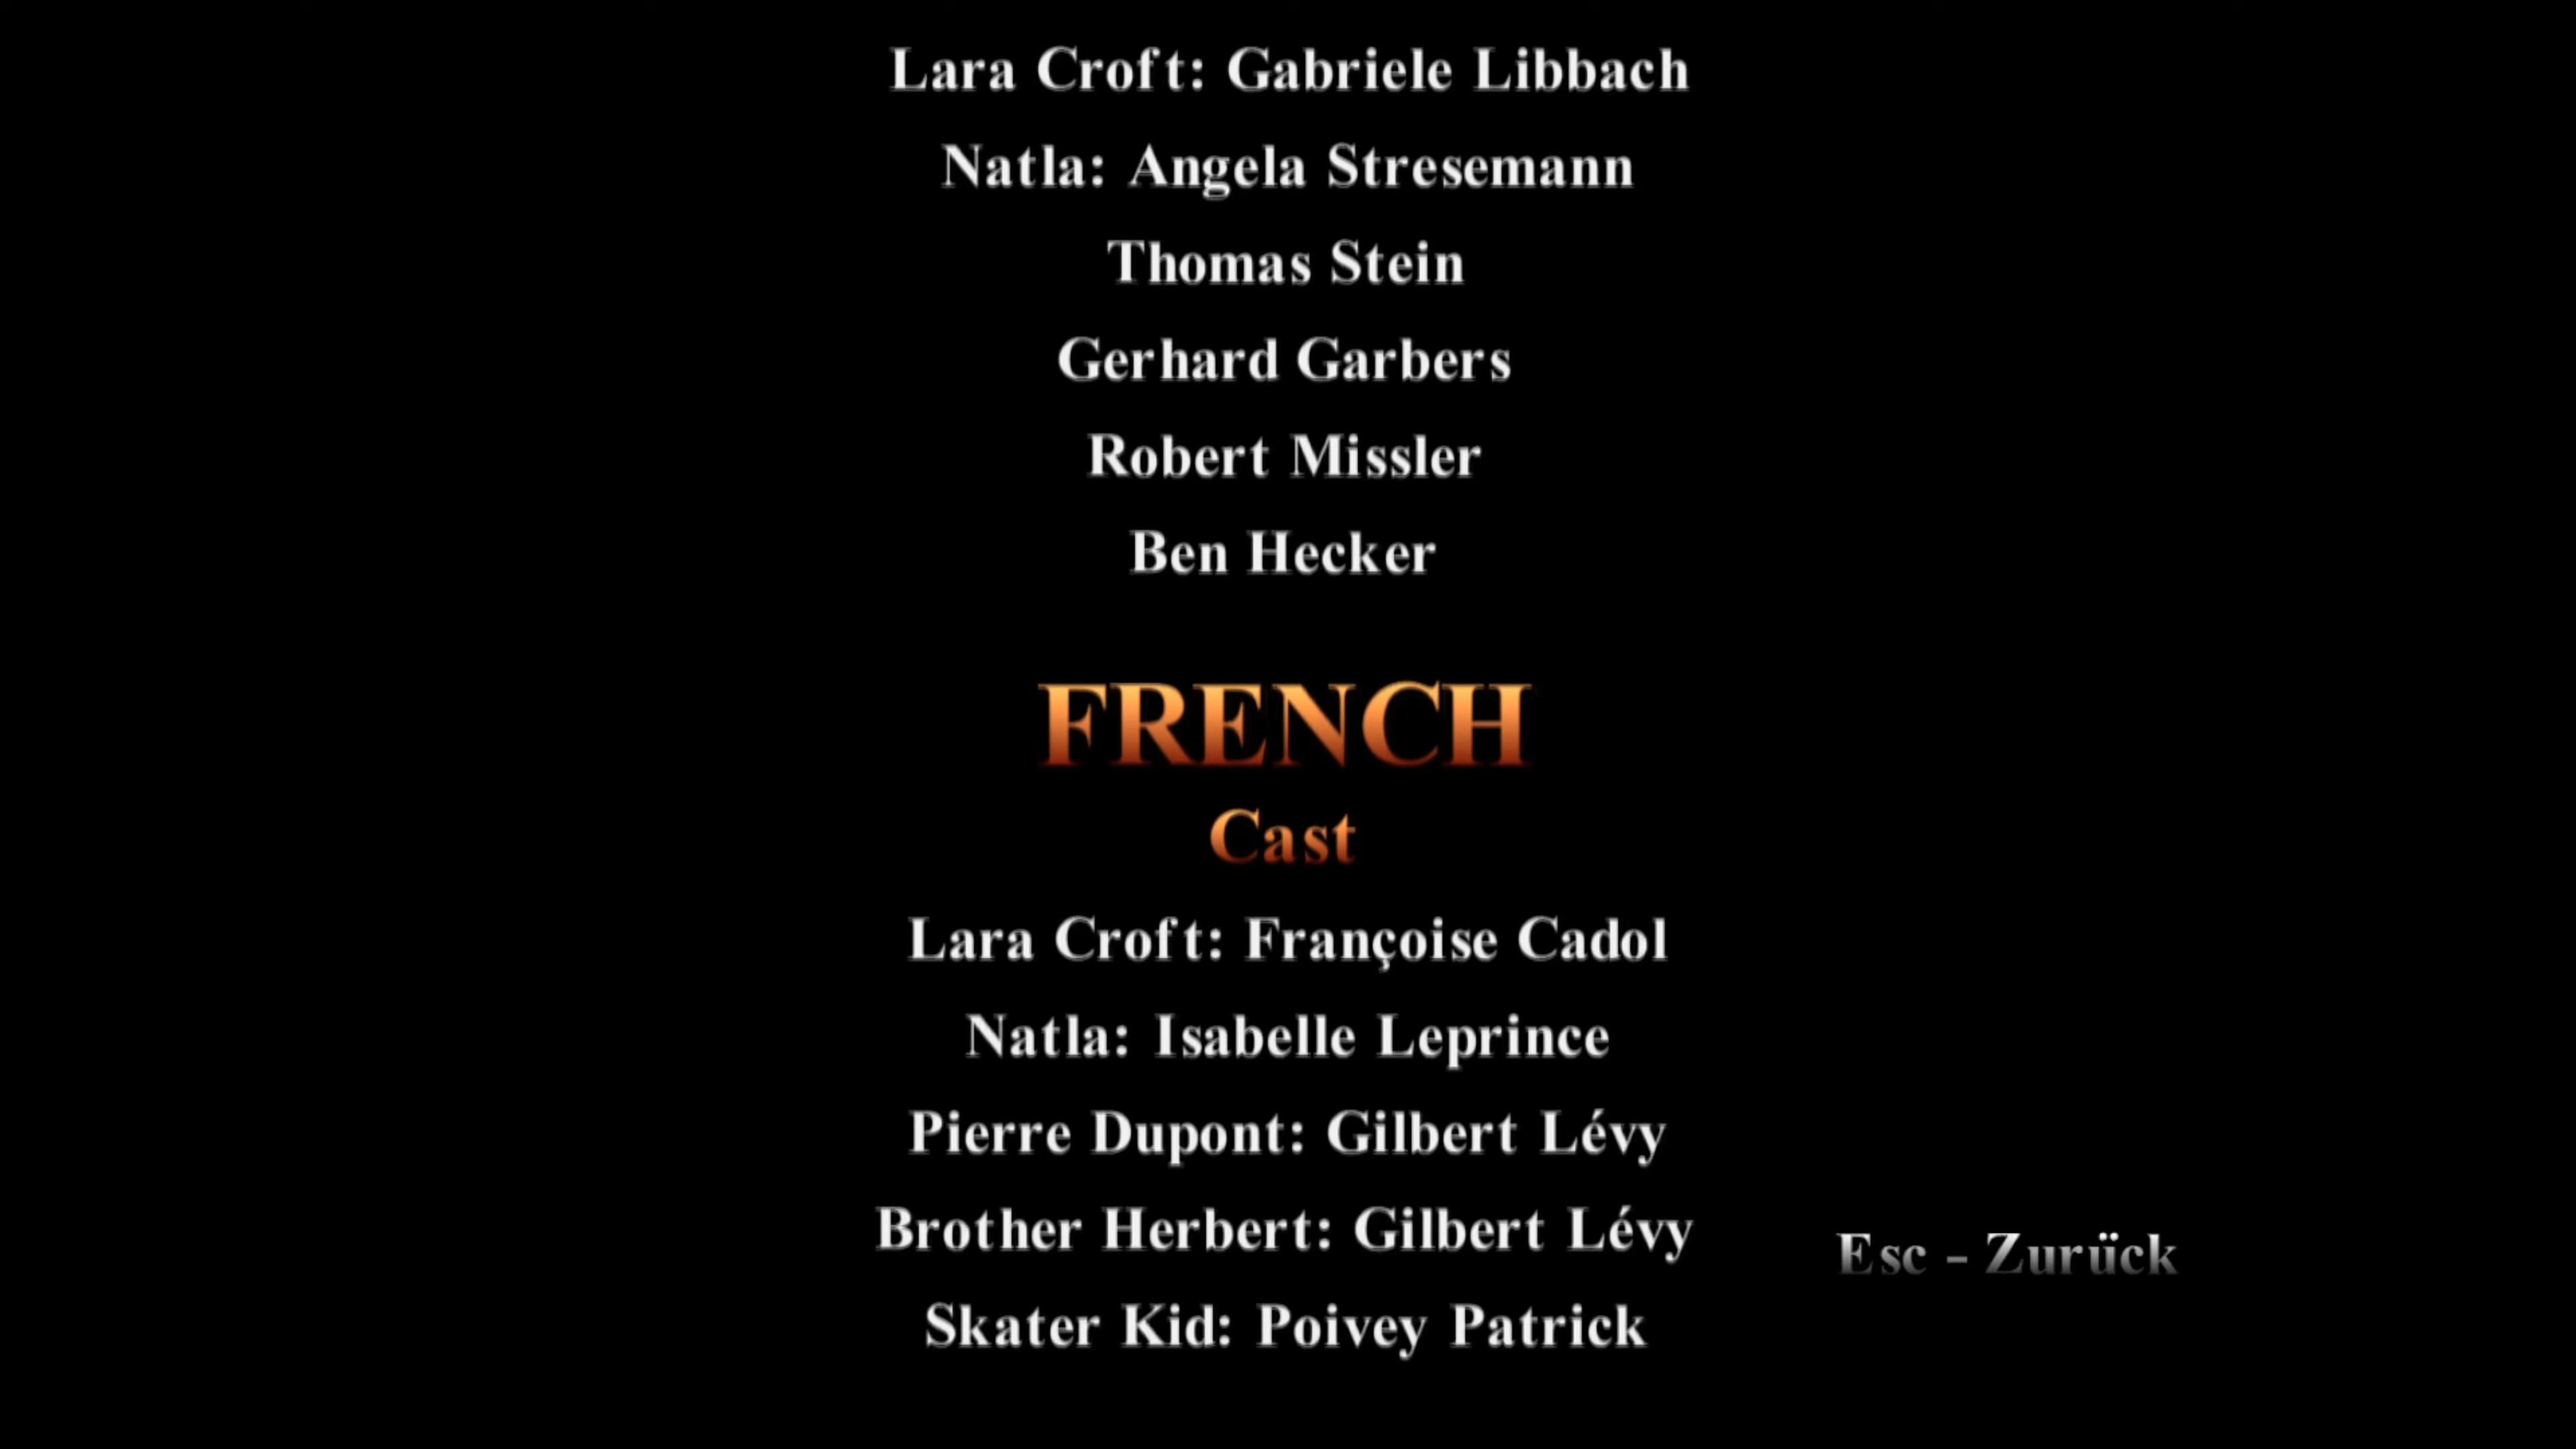 Lara Croft: Gabriele Libbach
Natla: Angela Stresemann
Thomas Stein
Gerhard Garbers
Robert Missler
Ben Hecker
FRENCH
Cast
Lara Croft: Françoise Cadol
Natla: Isabelle Leprince
Pierre Dupont: Gilbert Lévy
Brother Herbert: Gilbert Lévy
Esc - Zurück
Skater Kid: Poivey Patrick